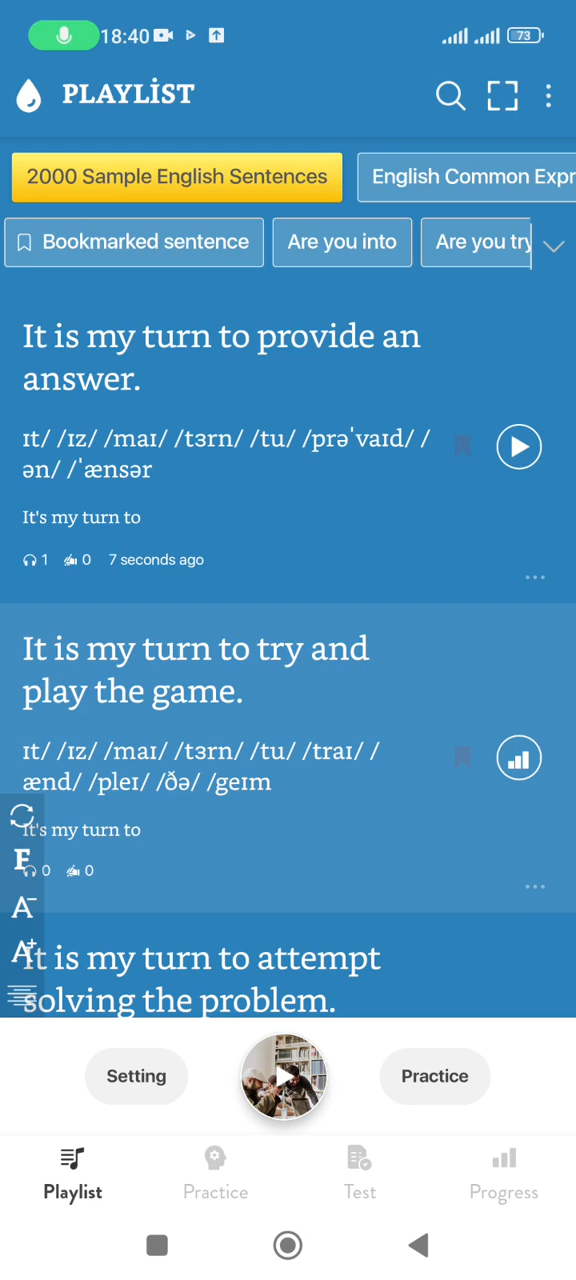 18:40
73
PLAYLİST
2000 Sample English Sentences
English Common Expr
Bookmarked sentence
Are you into
Are you try
It is my turn to provide an
answer.
ɪt/ /ɪz/ /maɪ/ /tɜrn/ /tu/ /prəˈvaɪd/ /
ən/ /ˈænsər
It's my turn to
1
0
7 seconds ago
It is my turn to try and
play the game.
ɪt/ /ɪz/ /maɪ/ /tɜrn/ /tu/ /traɪ/ /
ænd/ /pleɪ/ /ðə/ /geɪm
It's my turn to
F
0
0
A-
A+
It is my turn to attempt
solving the problem.
Setting
Practice
Playlist
Practice
Test
Progress